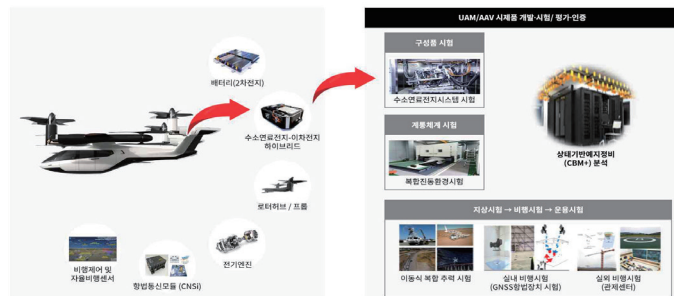 배터리(2차전지)
수소연료전지-이차전지
하이브리드
로터허브 / 프롭
전기엔진
항법통신모듈 (CNSi)
비행제어 및
자율비행센서
UAM/AAV 시제품 개발·시험/ 평가·인증
구성품 시험
수소연료전지시스템 시험
계통체계 시험
복합진동환경시험
상태기반예지정비
(CBM+) 분석
지상시험 → 비행시험 → 운용시험
이동식 복합 추력 시험
실내 비행시험
(GNSS항법장치 시험)
실외 비행시험
(관제센터)